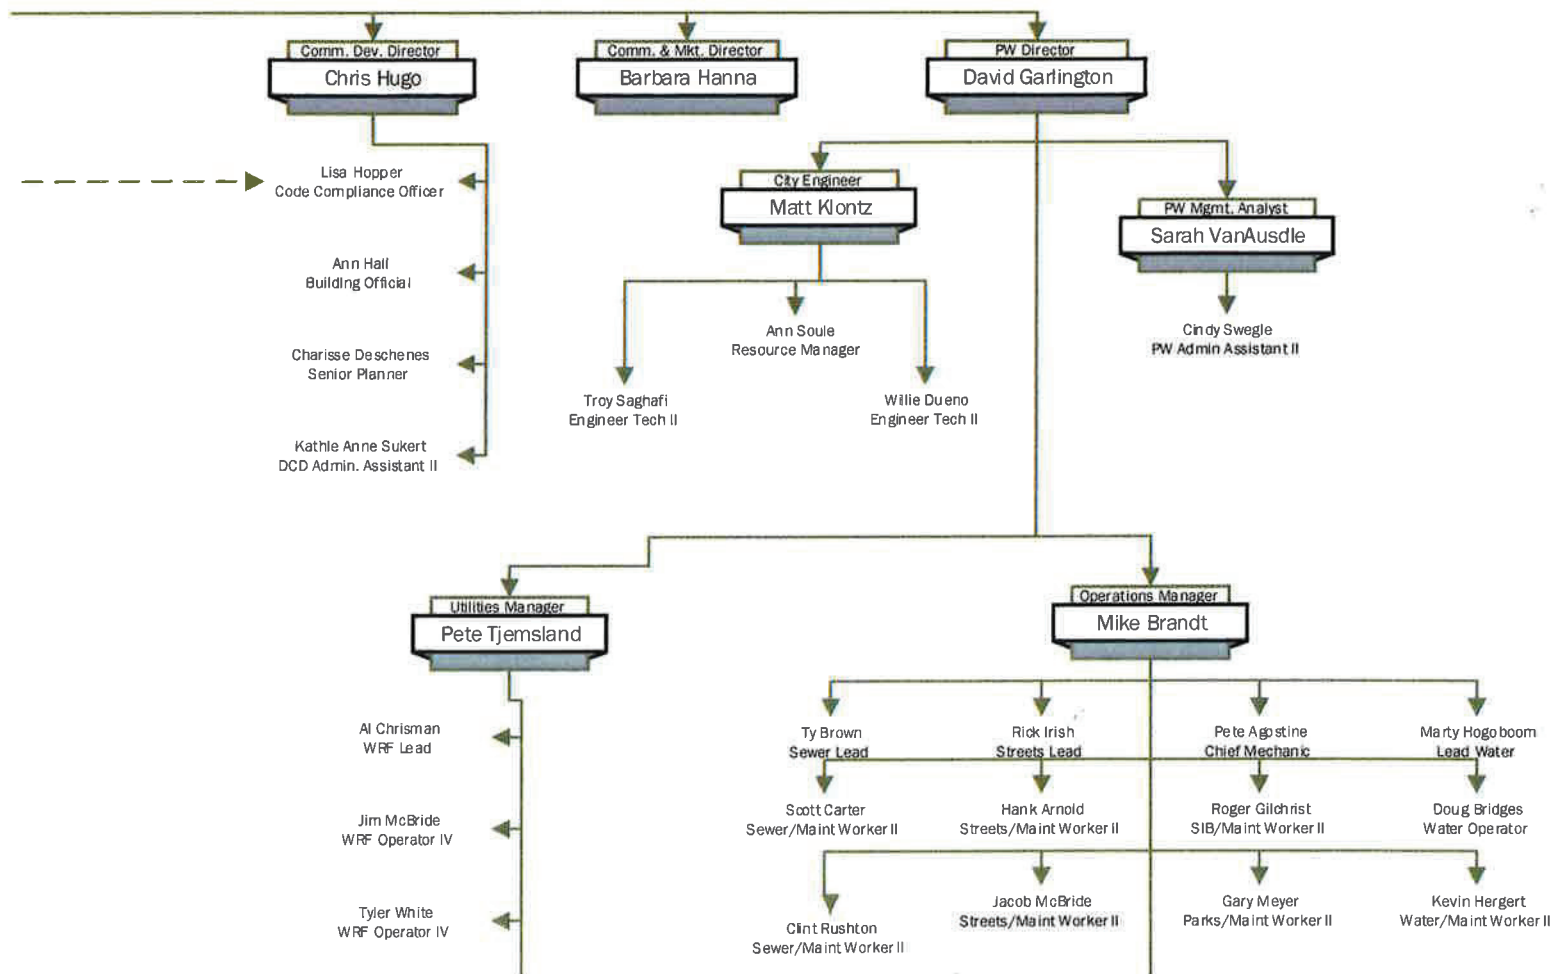 Comm. Dev. Director
Chris Hugo
Comm. & Mkt. Director
Barbara Hanna
PW Director
David Garlington
Lisa Hopper
Code Compliance Officer
Ann Hall
Building Official
Charisse Deschenes
Senior Planner
Kathie Anne Sukert
DCD Admin. Assistant II
City Engineer
Matt Klontz
PW Mgmt. Analyst
Sarah VanAusdle
Ann Soule
Resource Manager
Cindy Swegle
PW Admin Assistant II
Troy Saghafi
Engineer Tech II
Willie Dueno
Engineer Tech II
Utilities Manager
Pete Tjemsland
Operations Manager
Mike Brandt
Al Chrisman
WRF Lead
Jim McBride
WRF Operator IV
Tyler White
WRF Operator IV
Ty Brown
Sewer Lead
Rick Irish
Streets Lead
Pete Agostine
Chief Mechanic
Marty Hogoboom
Lead Water
Scott Carter
Sewer/Maint Worker II
Hank Arnold
Streets/Maint Worker II
Roger Gilchrist
SIB/Maint Worker II
Doug Bridges
Water Operator
Clint Rushton
Sewer/Maint Worker II
Jacob McBride
Streets/Maint Worker II
Gary Meyer
Parks/Maint Worker II
Kevin Hergert
Water/Maint Worker II